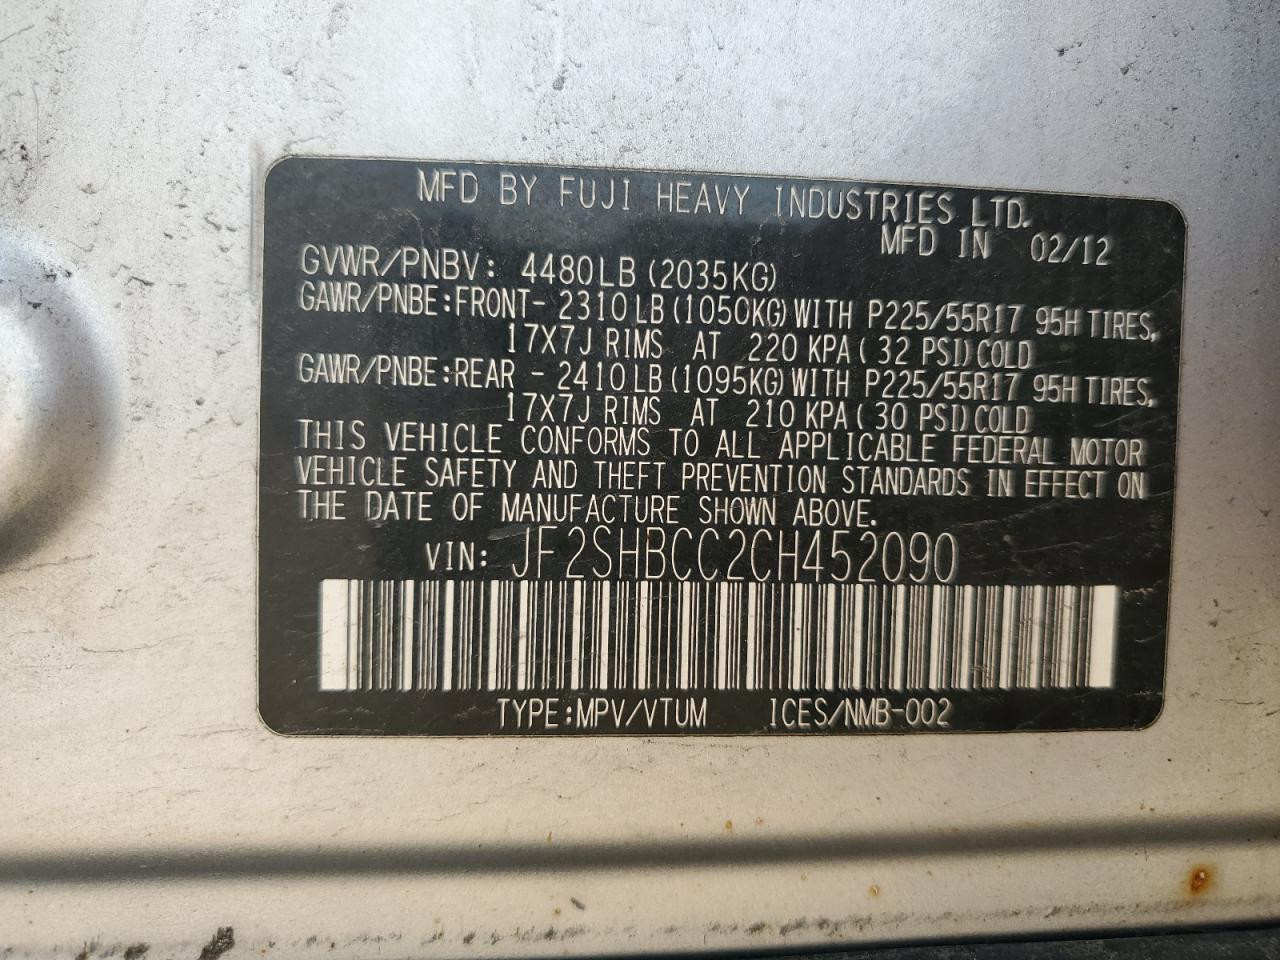 MFD BY FUJI HEAVY INDUSTRIES LTD.
MFD IN 02/12
GVWR/PNBV: 4480LB (2035KG)
GAWR/PNBE:FRONT- 2310LB (1050KG) WITH P225/55R17 95H TIRES,
17X7J RIMS AT 220 KPA (32 PSI) COLD
GAWR/PNBE:REAR - 2410LB (1095KG) WITH P225/55R17 95H TIRES,
17X7J RIMS AT 210 KPA (30 PSI) COLD
THIS VEHICLE CONFORMS TO ALL APPLICABLE FEDERAL MOTOR
VEHICLE SAFETY AND THEFT PREVENTION STANDARDS IN EFFECT ON
THE DATE OF MANUFACTURE SHOWN ABOVE.
VIN: JF2SHBCC2CH452090
TYPE:MPV/VTUM ICES/NMB-002